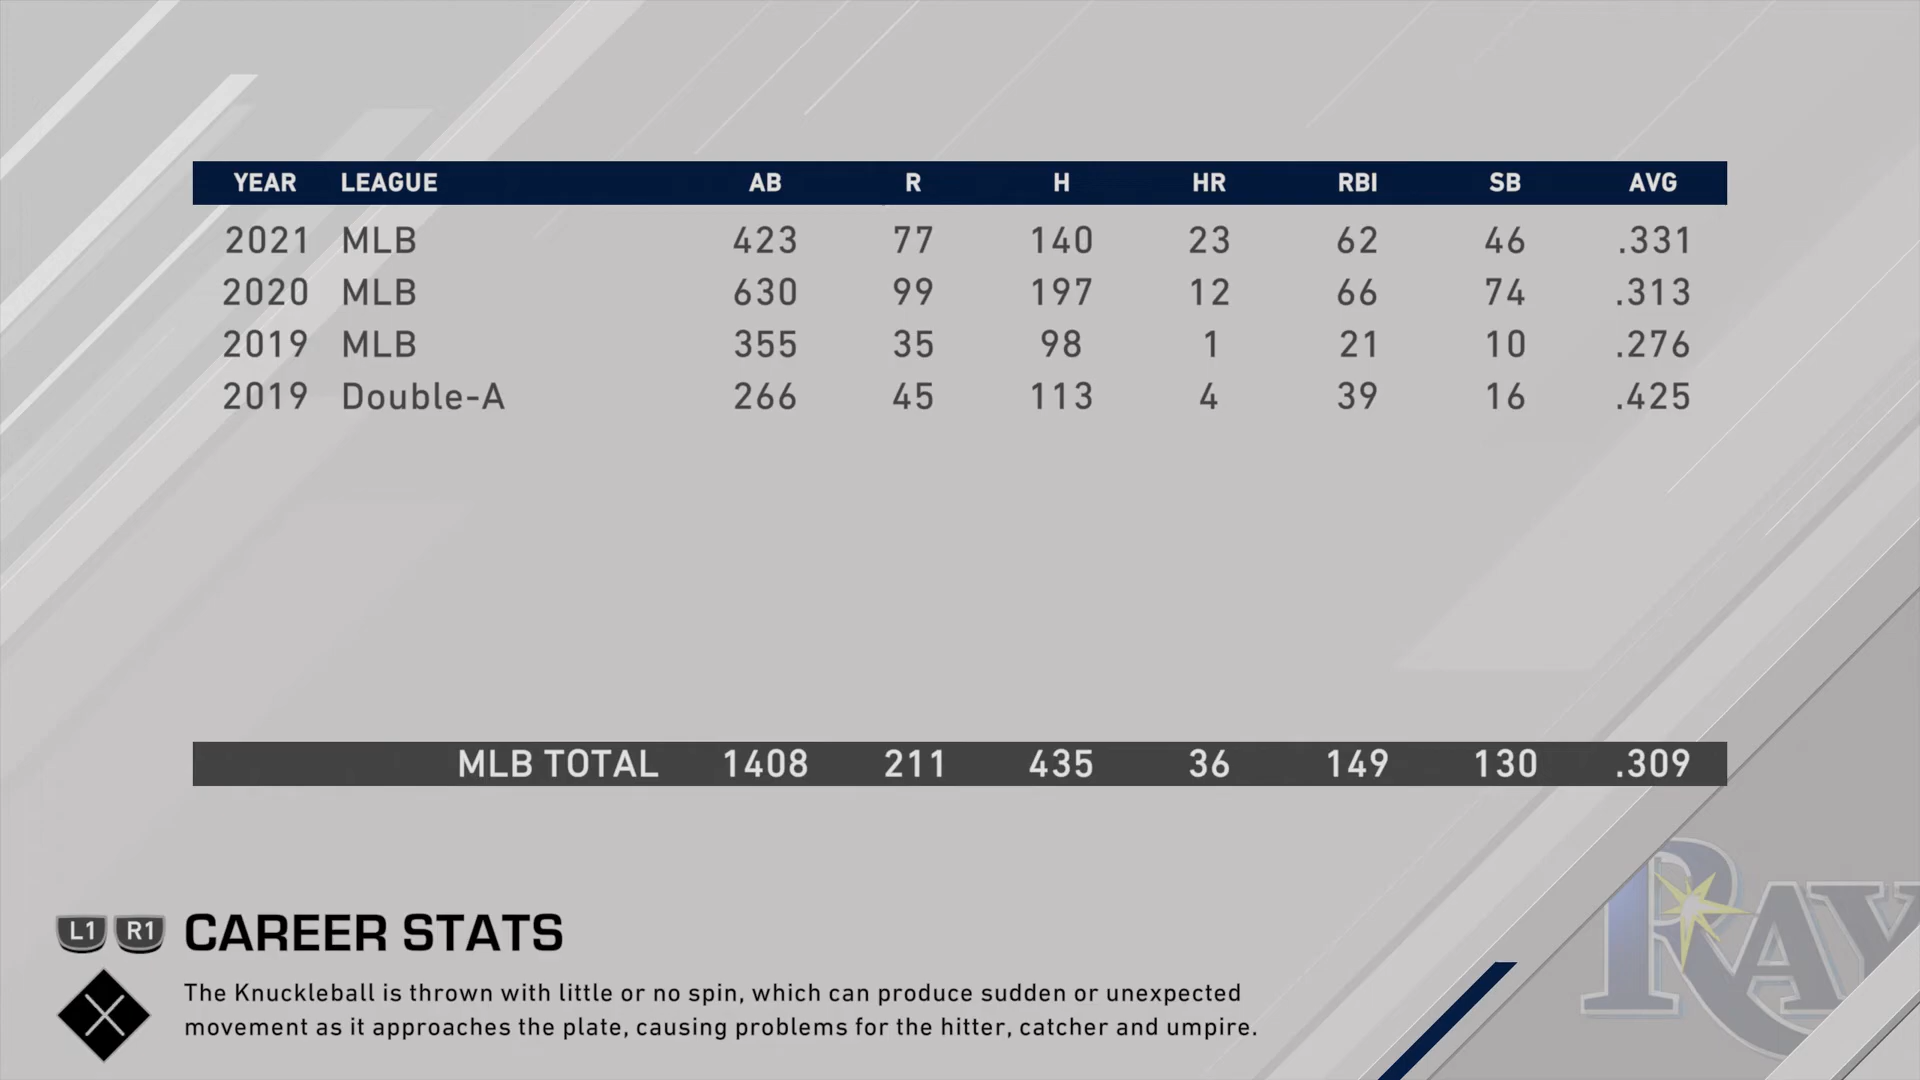 YEAR LEAGUE AB R H HR RBI SB AVG
2021 MLB 423 77 140 23 62 46 .331
2020 MLB 630 99 197 12 66 74 .313
2019 MLB 355 35 98 1 21 10 .276
2019 Double-A 266 45 113 4 39 16 .425
MLB TOTAL 1408 211 435 36 149 130 .309
L1 R1 CAREER STATS
The Knuckleball is thrown with little or no spin, which can produce sudden or unexpected
movement as it approaches the plate, causing problems for the hitter, catcher and umpire.
RAY